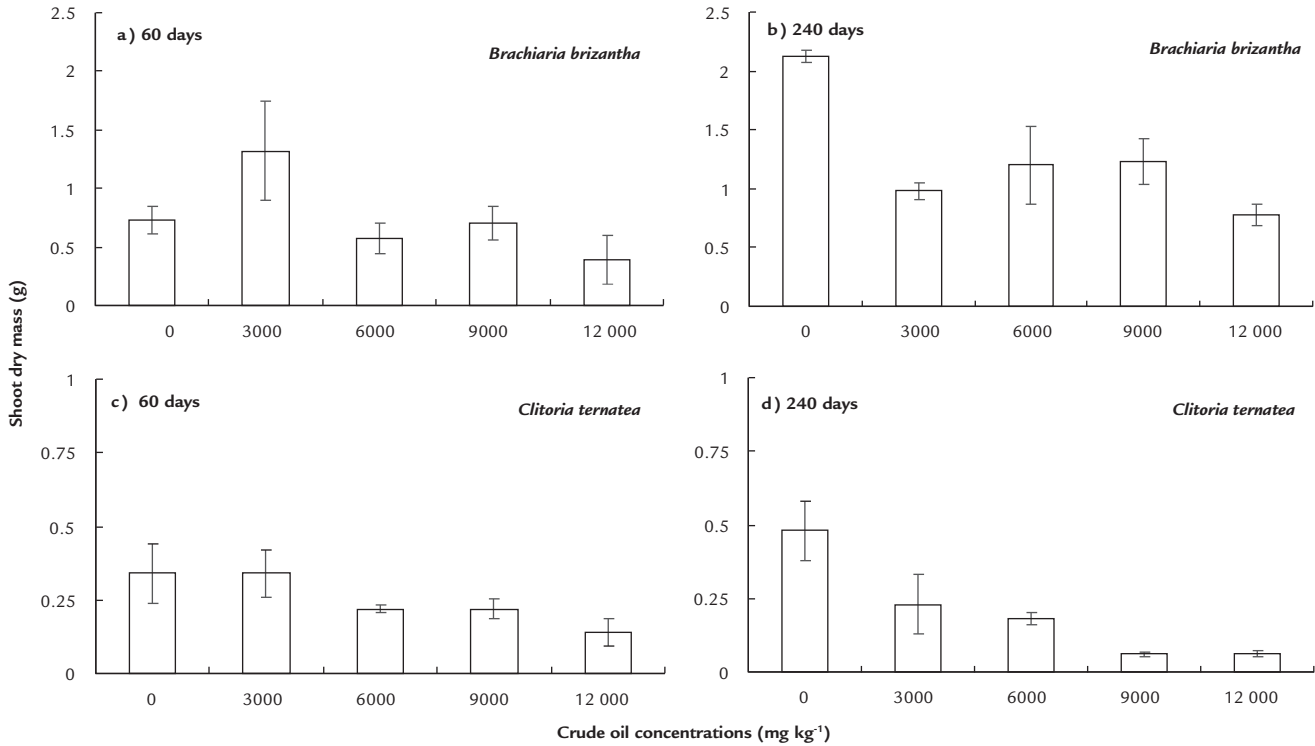 Shoot dry mass (g)
a) 60 days
Brachiaria brizantha
2.5
2
1.5
1
0.5
0
0 3000 6000 9000 12 000
b) 240 days
Brachiaria brizantha
2.5
2
1.5
1
0.5
0
0 3000 6000 9000 12 000
c) 60 days
Clitoria ternatea
1
0.75
0.5
0.25
0
0 3000 6000 9000 12 000
d) 240 days
Clitoria ternatea
1
0.75
0.5
0.25
0
0 3000 6000 9000 12 000
Crude oil concentrations (mg kg⁻¹)